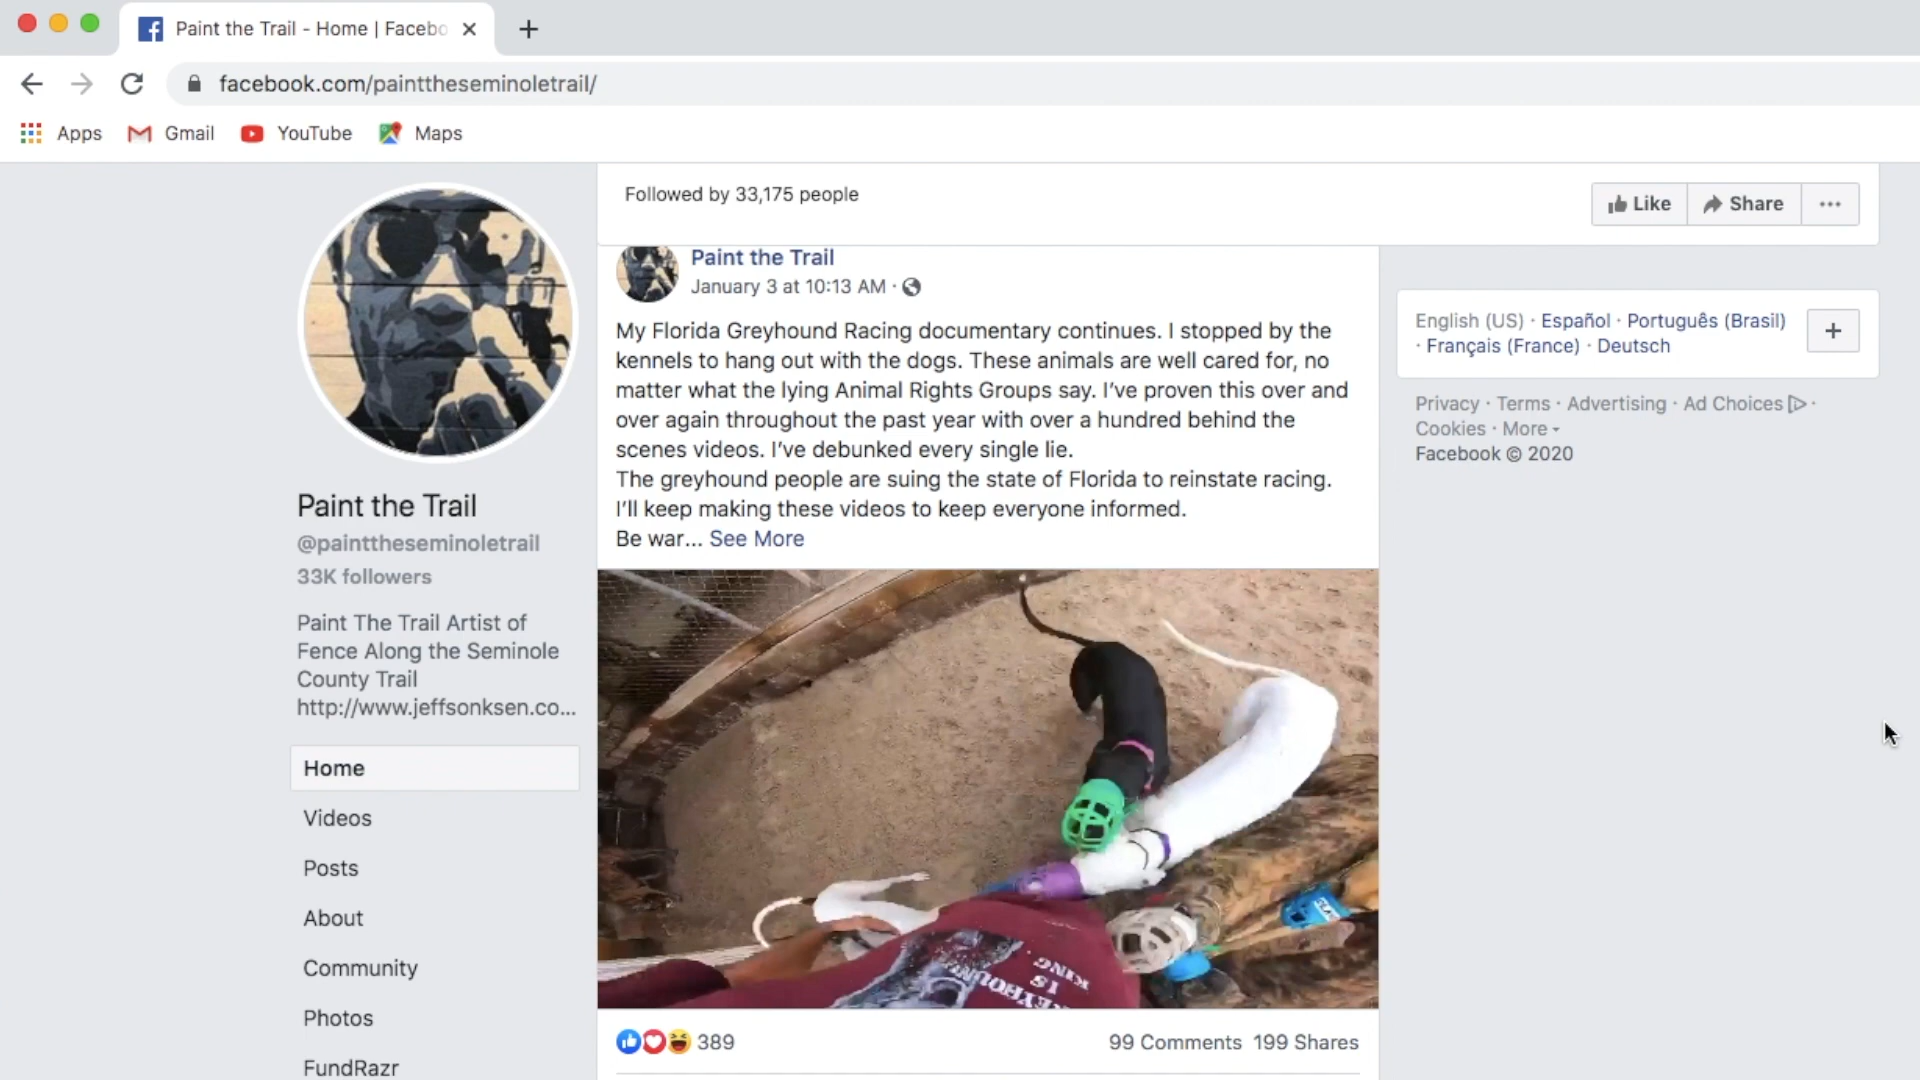 Paint the Trail - Home | Facebo
facebook.com/painttheseminoletrail/
Apps
Gmail
YouTube
Maps
Followed by 33,175 people
Like
Share
Paint the Trail
January 3 at 10:13 AM ·
My Florida Greyhound Racing documentary continues. I stopped by the
kennels to hang out with the dogs. These animals are well cared for, no
matter what the lying Animal Rights Groups say. I’ve proven this over and
over again throughout the past year with over a hundred behind the
scenes videos. I’ve debunked every single lie.
The greyhound people are suing the state of Florida to reinstate racing.
I’ll keep making these videos to keep everyone informed.
Be war... See More
English (US) · Español · Português (Brasil)
· Français (France) · Deutsch
Privacy · Terms · Advertising · Ad Choices ·
Cookies · More
Facebook © 2020
Paint the Trail
@painttheseminoletrail
33K followers
Paint The Trail Artist of
Fence Along the Seminole
County Trail
http://www.jeffsonksen.co...
Home
Videos
Posts
About
Community
Photos
FundRazr
IS
KING
389
99 Comments 199 Shares